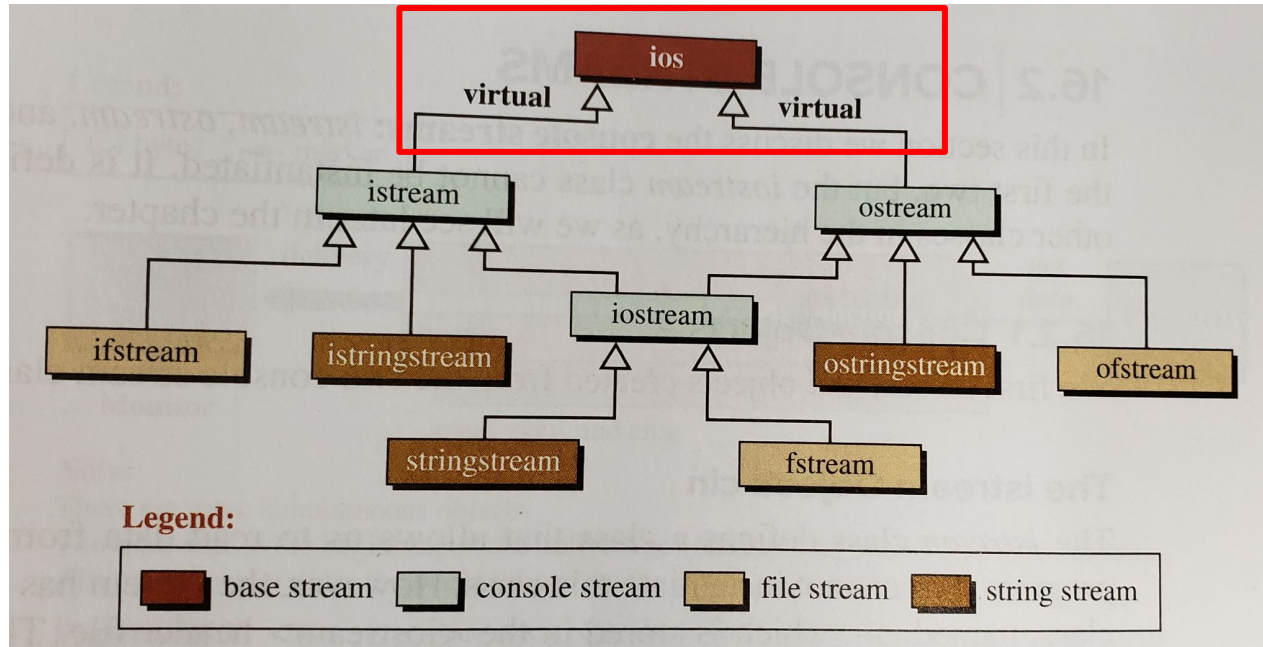 ios
virtual virtual
istream ostream
iostream
ifstream istringstream ostringstream ofstream
stringstream fstream
Legend:
base stream console stream file stream string stream